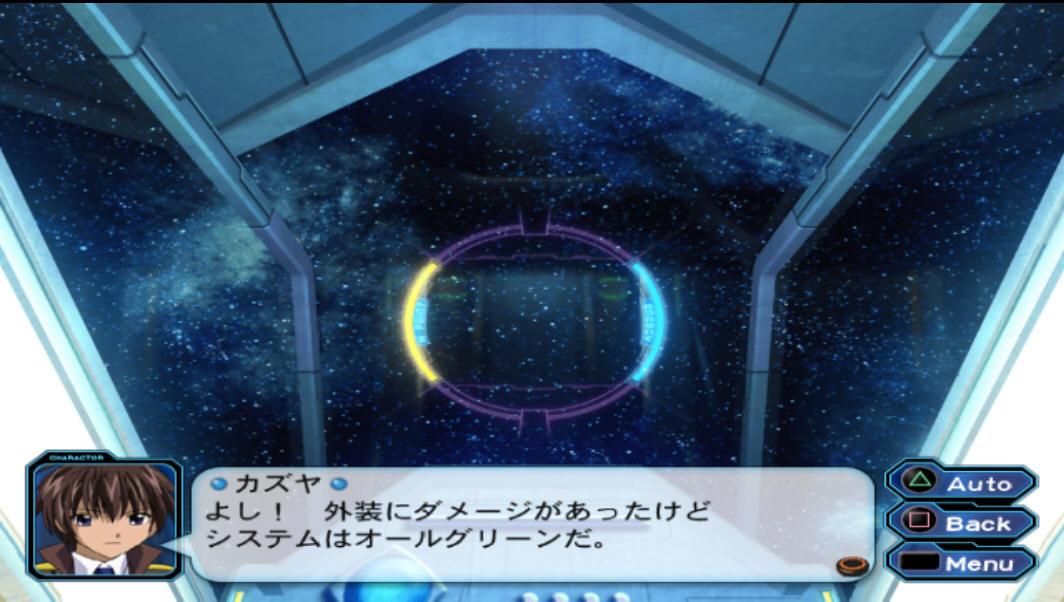 CHARACTOR
カズヤ
よし！　外装にダメージがあったけど
システムはオールグリーンだ。
Auto
Back
Menu